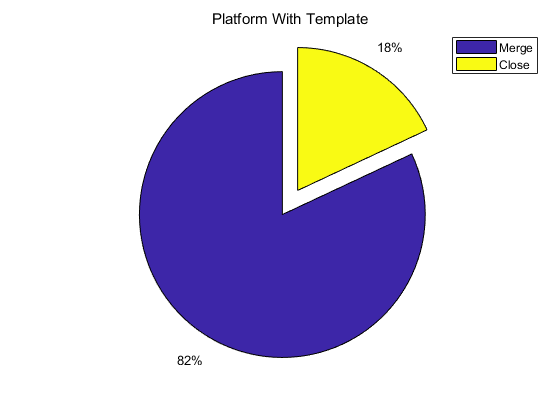 Platform With Template
18%
Merge
Close
82%